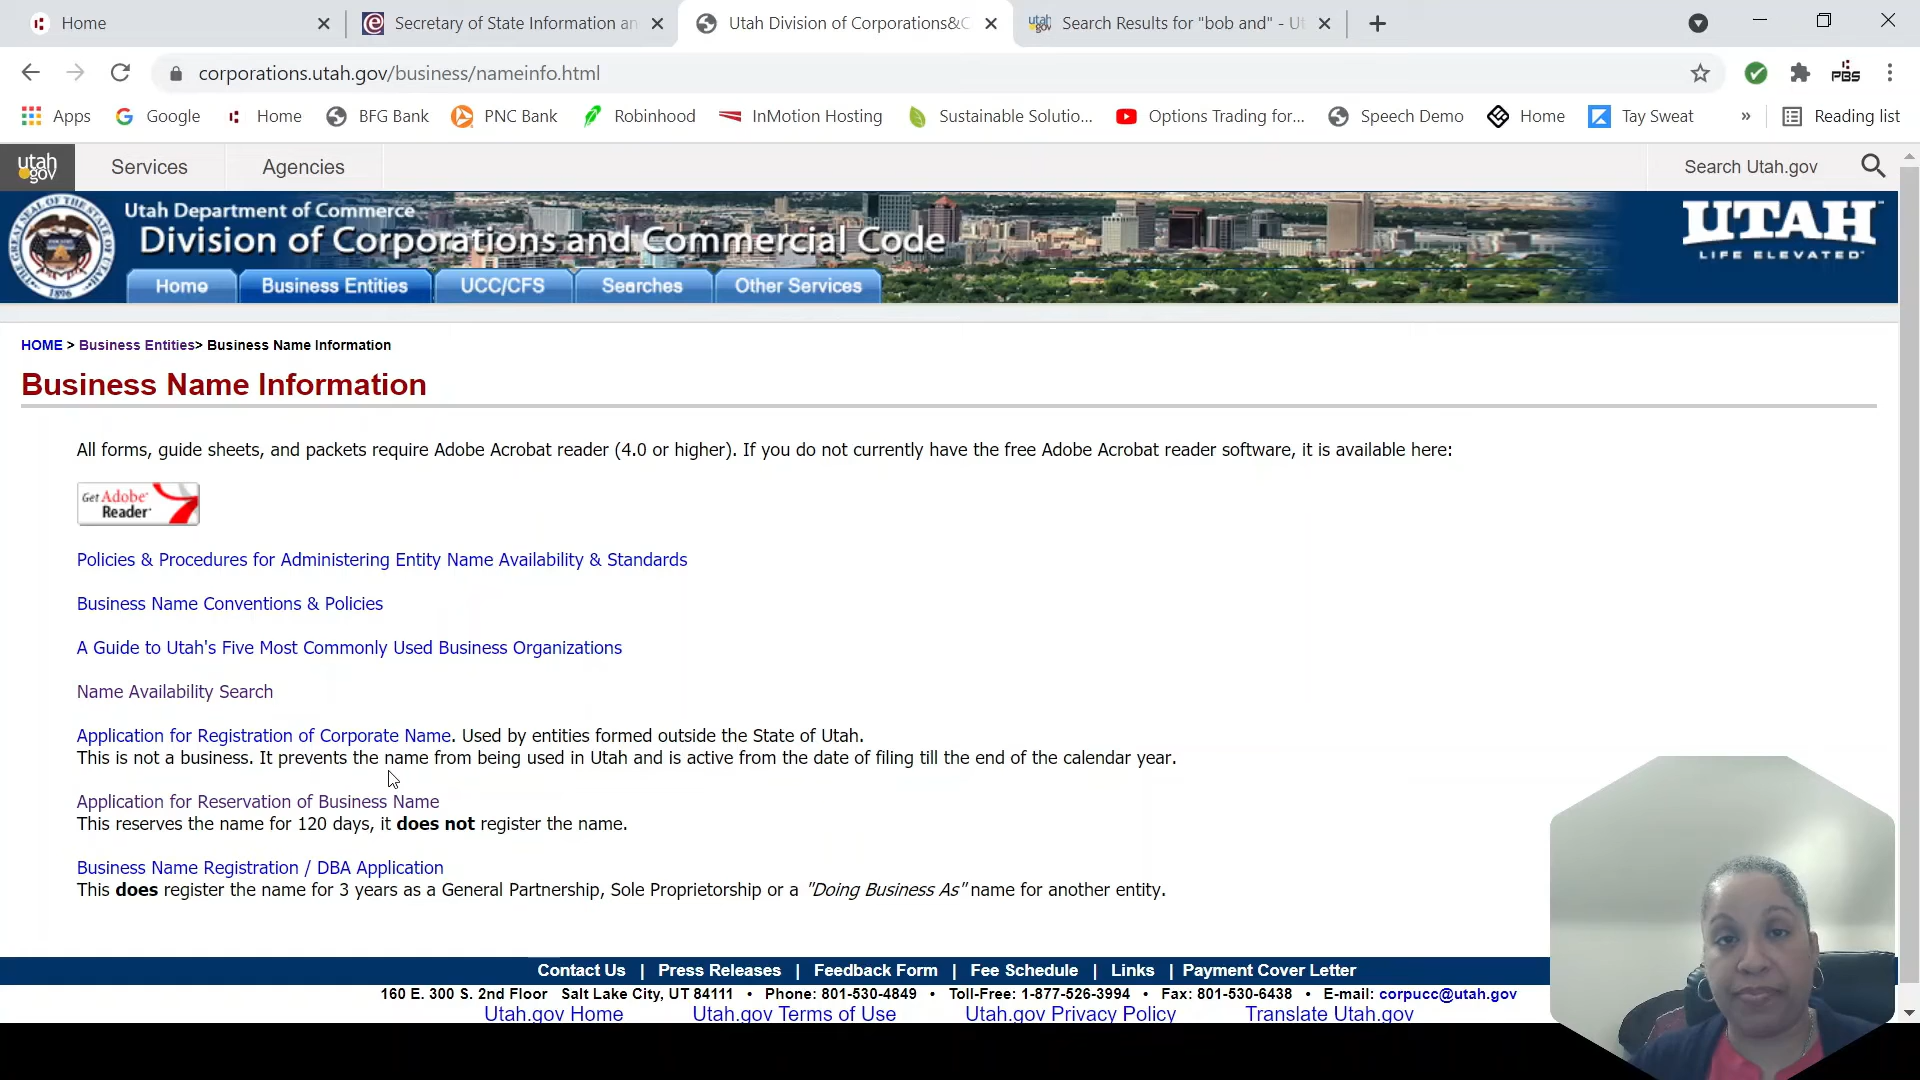 Home
Secretary of State Information an
Utah Division of Corporations&C
utah gov
Search Results for "bob and" - Ut
corporations.utah.gov/business/nameinfo.html
PBS
Apps
Google
Home
BFG Bank
PNC Bank
Robinhood
InMotion Hosting
Sustainable Solutio...
Options Trading for...
Speech Demo
Home
Tay Sweat
»
Reading list
utah gov
Services
Agencies
Search Utah.gov
Utah Department of Commerce
Division of Corporations and Commercial Code
UTAH
LIFE ELEVATED
THE GREAT SEAL OF THE STATE OF UTAH
1896
Home
Business Entities
UCC/CFS
Searches
Other Services
HOME > Business Entities> Business Name Information
Business Name Information
All forms, guide sheets, and packets require Adobe Acrobat reader (4.0 or higher). If you do not currently have the free Adobe Acrobat reader software, it is available here:
Get Adobe
Reader
Policies & Procedures for Administering Entity Name Availability & Standards
Business Name Conventions & Policies
A Guide to Utah's Five Most Commonly Used Business Organizations
Name Availability Search
Application for Registration of Corporate Name. Used by entities formed outside the State of Utah.
This is not a business. It prevents the name from being used in Utah and is active from the date of filing till the end of the calendar year.
Application for Reservation of Business Name
This reserves the name for 120 days, it does not register the name.
Business Name Registration / DBA Application
This does register the name for 3 years as a General Partnership, Sole Proprietorship or a "Doing Business As" name for another entity.
Contact Us | Press Releases | Feedback Form | Fee Schedule | Links | Payment Cover Letter
160 E. 300 S. 2nd Floor Salt Lake City, UT 84111 • Phone: 801-530-4849 • Toll-Free: 1-877-526-3994 • Fax: 801-530-6438 • E-mail: corpucc@utah.gov
Utah.gov Home
Utah.gov Terms of Use
Utah.gov Privacy Policy
Translate Utah.gov